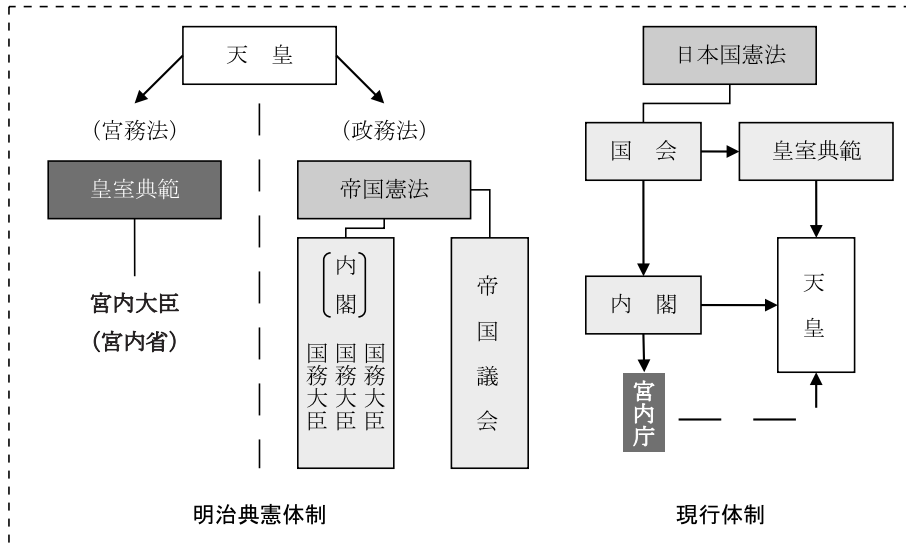 天　皇
(宮務法)
(政務法)
皇室典範
帝国憲法
宮内大臣
(宮内省)
〔内閣〕
国務大臣
国務大臣
国務大臣
帝国議会
明治典憲体制
日本国憲法
国　会
皇室典範
内　閣
天皇
宮内庁
現行体制